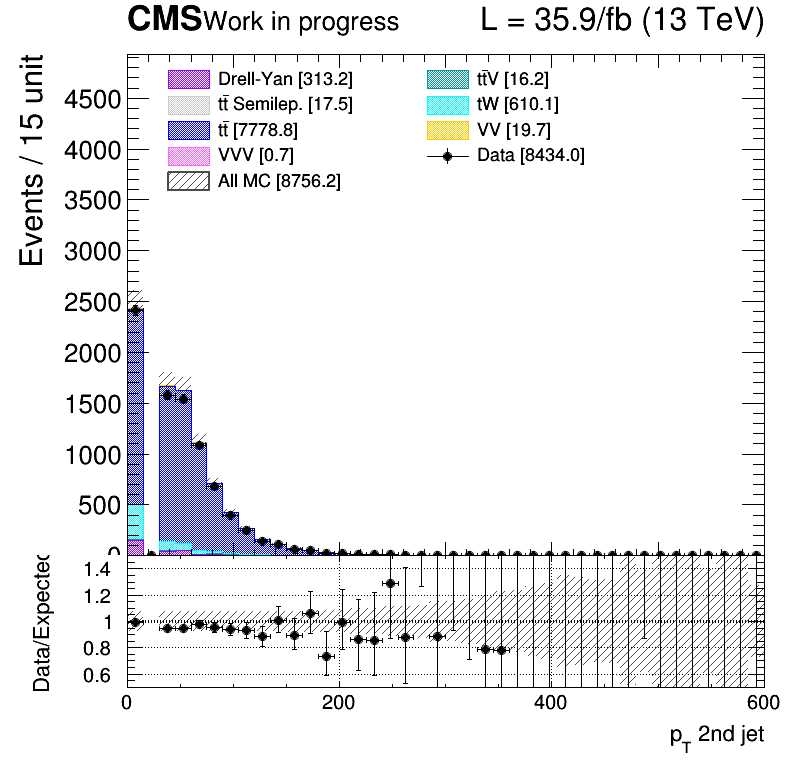 CMS Work in progress L = 35.9/fb (13 TeV)
Events / 15 unit
Drell-Yan [313.2]
tt̄ Semilep. [17.5]
tt̄ [7778.8]
VVV [0.7]
All MC [8756.2]
tt̄V [16.2]
tW [610.1]
VV [19.7]
Data [8434.0]
4500
4000
3500
3000
2500
2000
1500
1000
500
0
Data/Expected
1.4
1.2
1
0.8
0.6
0 200 400 600
p_T 2nd jet